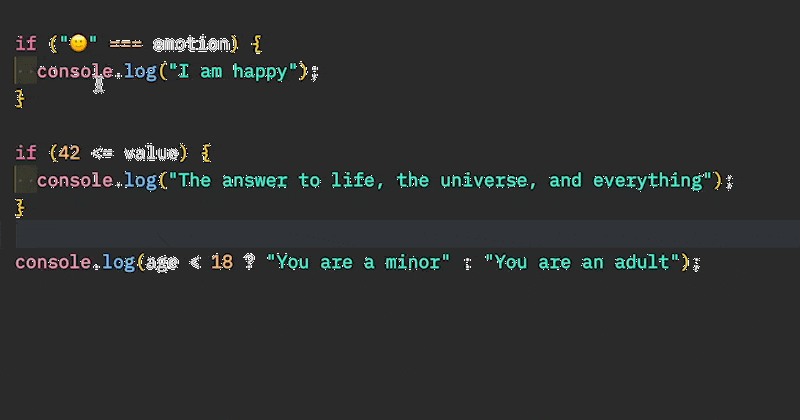 if ("🙂" === emotion) {
  console.log("I am happy");
}
if (42 <= value) {
  console.log("The answer to life, the universe, and everything");
}
console.log(age < 18 ? "You are a minor" : "You are an adult");